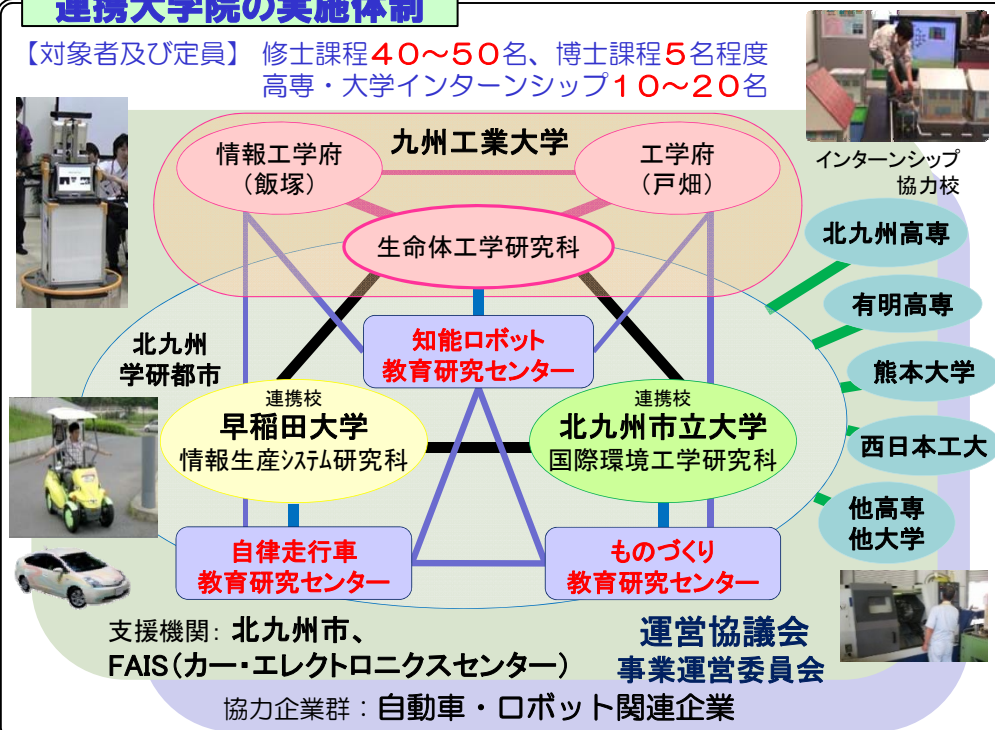 連携大学院の実施体制
【対象者及び定員】 修士課程40～50名、博士課程5名程度
高専・大学インターンシップ10～20名
九州工業大学
情報工学府
(飯塚)
工学府
(戸畑)
生命体工学研究科
インターンシップ
協力校
北九州高専
有明高専
熊本大学
西日本工大
他高専
他大学
北九州
学研都市
知能ロボット
教育研究センター
連携校
早稲田大学
情報生産システム研究科
連携校
北九州市立大学
国際環境工学研究科
自律走行車
教育研究センター
ものづくり
教育研究センター
支援機関: 北九州市、
FAIS(カー・エレクトロニクスセンター)
運営協議会
事業運営委員会
協力企業群：自動車・ロボット関連企業